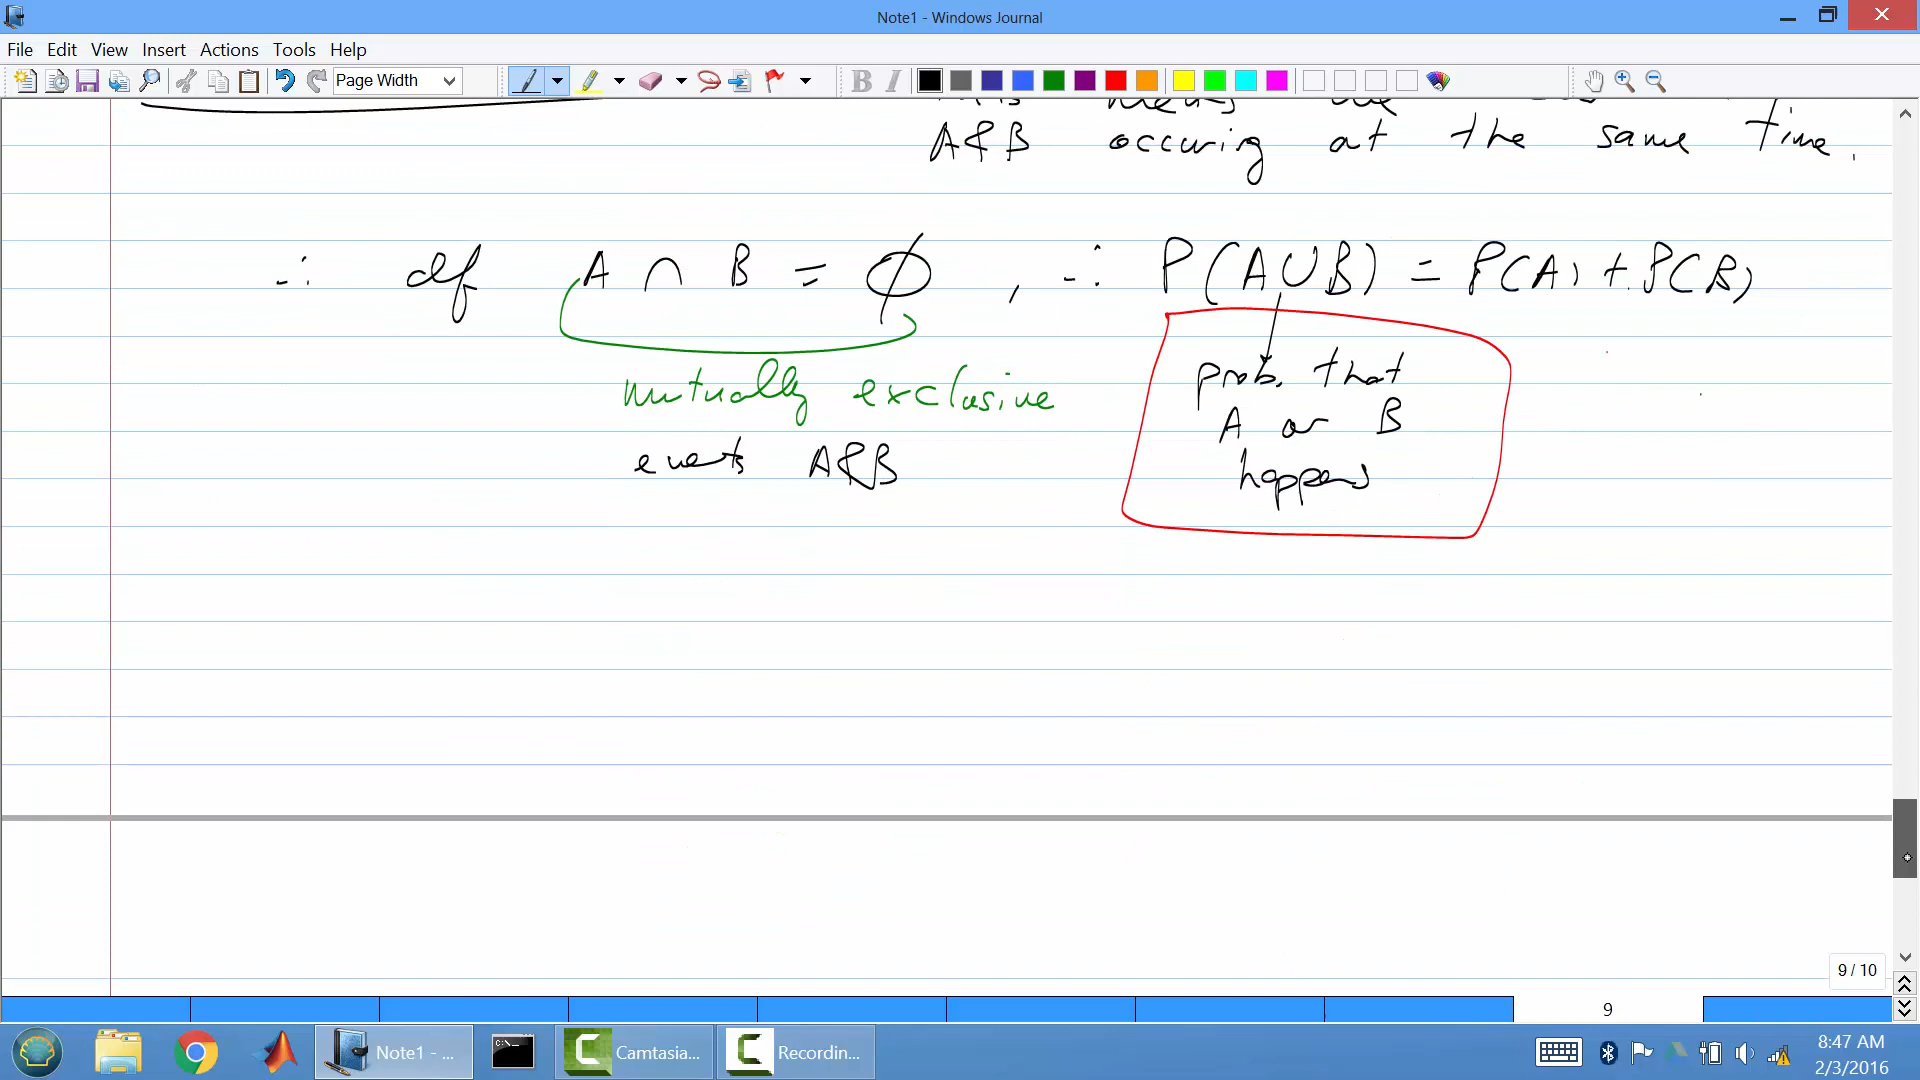 Note1 - Windows Journal
File Edit View Insert Actions Tools Help
Page Width
A&B occuring at the same time.
∴ If A ∩ B = ∅ , ∴ P(A∪B) = P(A) + P(B)
mutually exclusive
events A&B
prob. that
A or B
happens
9 / 10
9
Note1 - ...
Camtasia...
Recordin...
8:47 AM
2/3/2016